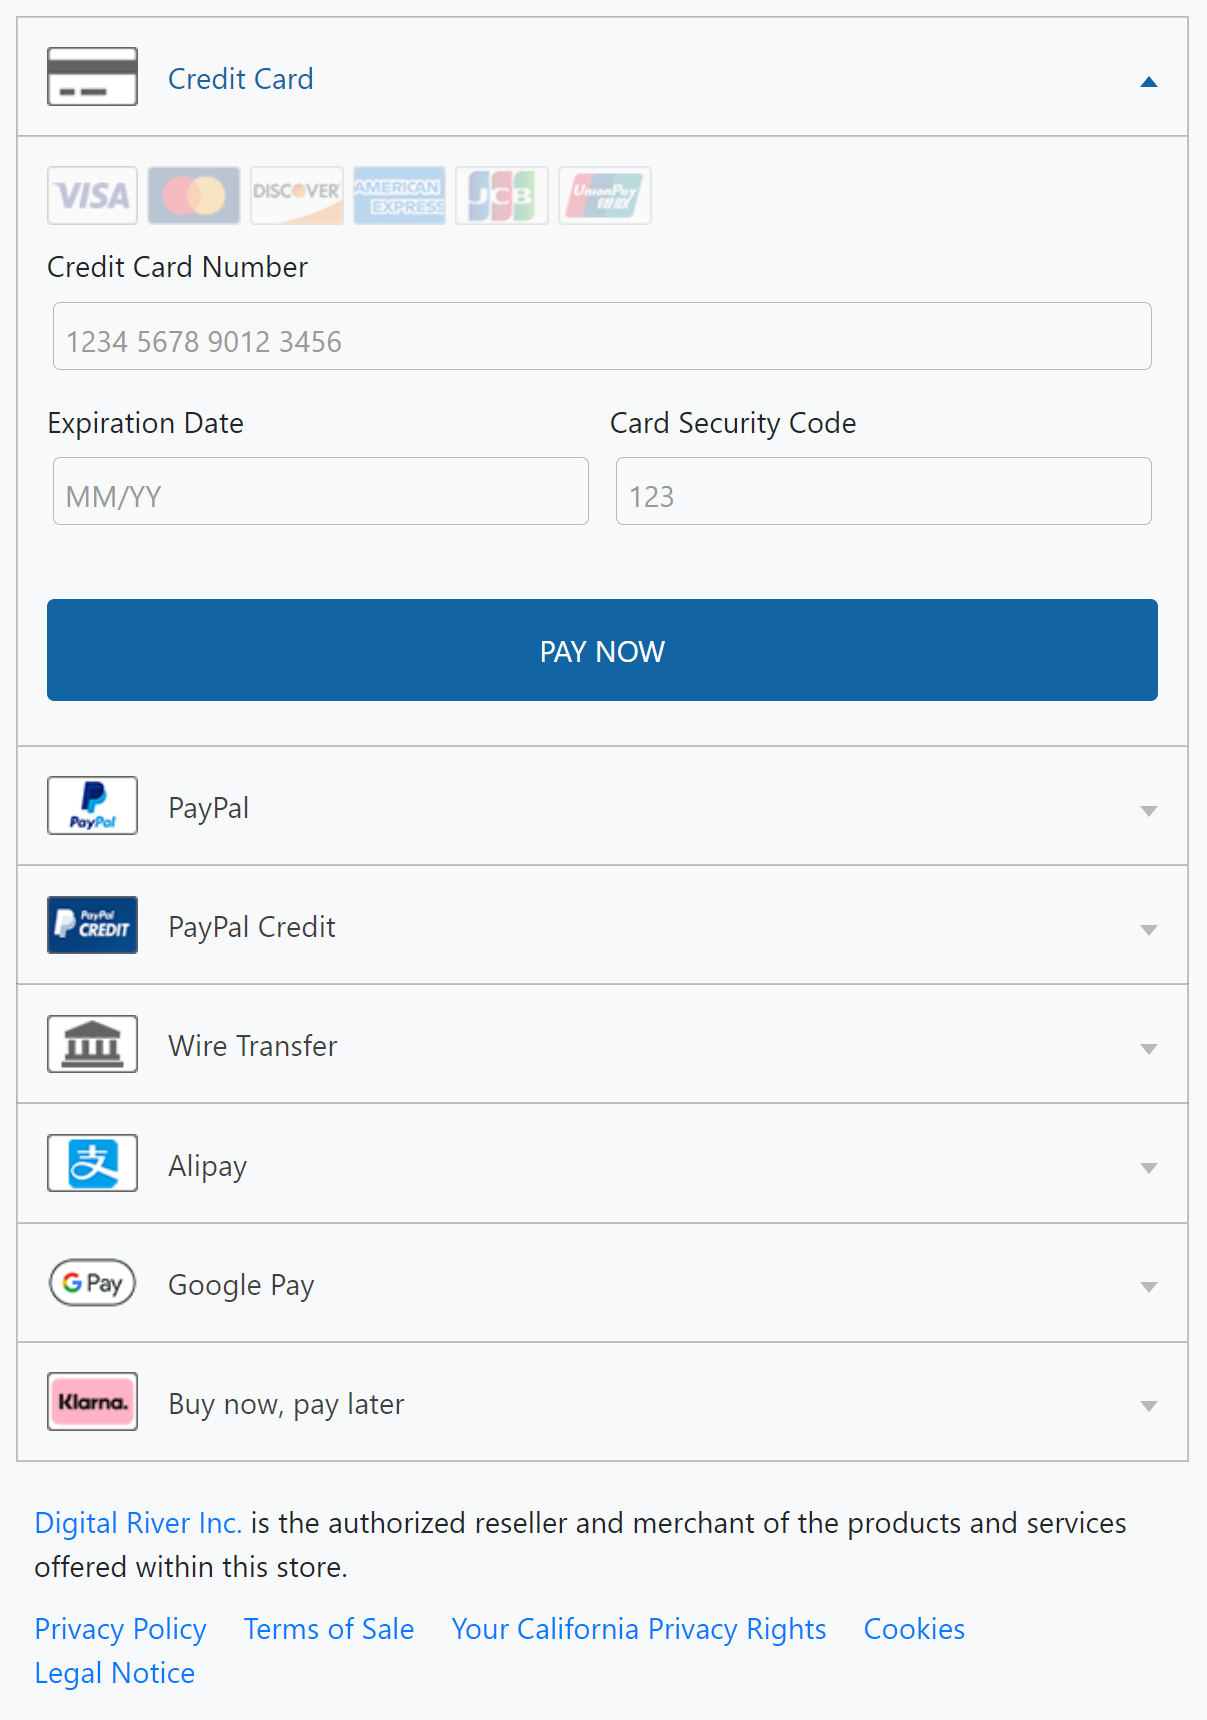 Credit Card
VISA DISCOVER AMERICAN EXPRESS JCB UnionPay 银联
Credit Card Number
1234 5678 9012 3456
Expiration Date Card Security Code
MM/YY 123
PAY NOW
PayPal PayPal
PayPal CREDIT PayPal Credit
Wire Transfer
支 Alipay
G Pay Google Pay
Klarna. Buy now, pay later
Digital River Inc. is the authorized reseller and merchant of the products and services
offered within this store.
Privacy Policy Terms of Sale Your California Privacy Rights Cookies
Legal Notice